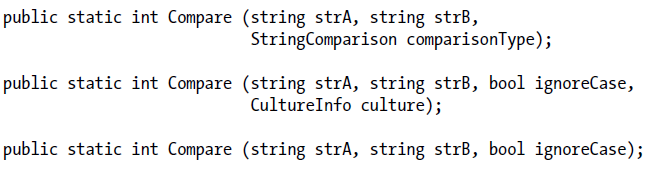 public static int Compare (string strA, string strB,
StringComparison comparisonType);
public static int Compare (string strA, string strB, bool ignoreCase,
CultureInfo culture);
public static int Compare (string strA, string strB, bool ignoreCase);